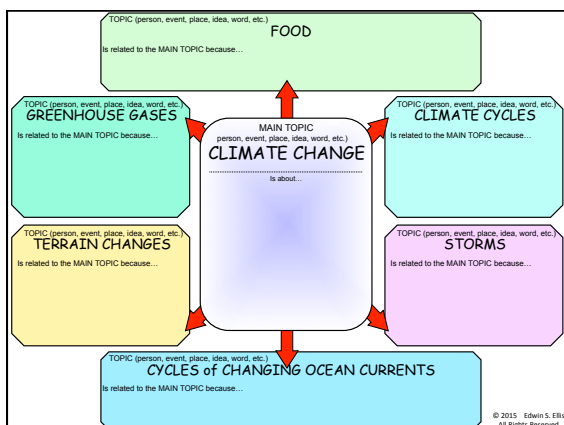 TOPIC (person, event, place, idea, word, etc.)
FOOD
Is related to the MAIN TOPIC because…
TOPIC (person, event, place, idea, word, etc.)
GREENHOUSE GASES
Is related to the MAIN TOPIC because…
MAIN TOPIC
person, event, place, idea, word, etc.)
CLIMATE CHANGE
Is about…
TOPIC (person, event, place, idea, word, etc.)
CLIMATE CYCLES
Is related to the MAIN TOPIC because…
TOPIC (person, event, place, idea, word, etc.)
TERRAIN CHANGES
Is related to the MAIN TOPIC because…
TOPIC (person, event, place, idea, word, etc.)
STORMS
Is related to the MAIN TOPIC because…
TOPIC (person, event, place, idea, word, etc.)
CYCLES of CHANGING OCEAN CURRENTS
Is related to the MAIN TOPIC because…
© 2015 Edwin S. Ellis
All Rights Reserved